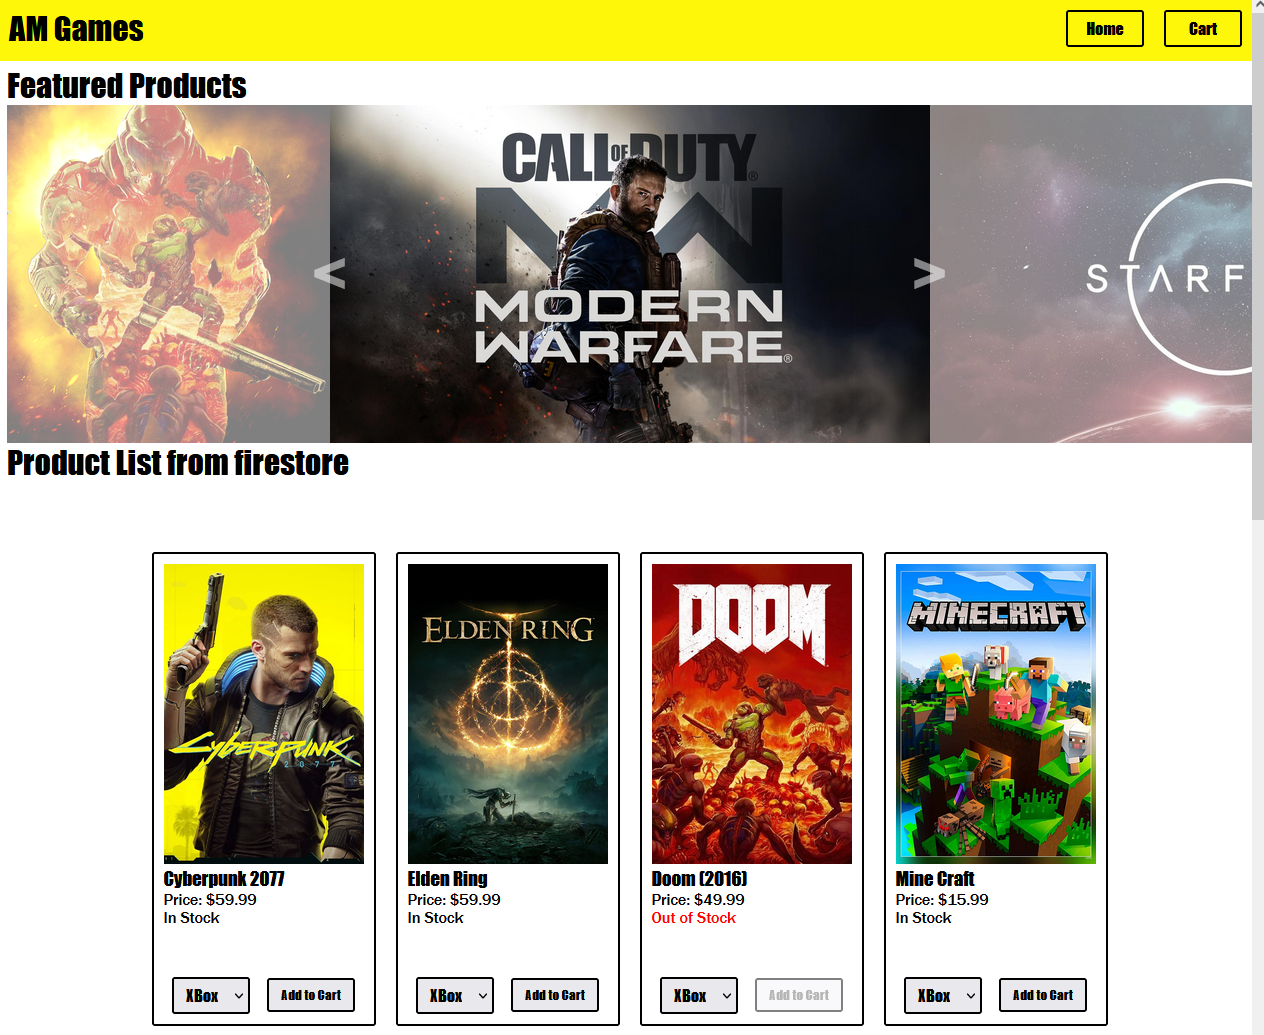 AM Games
Home
Cart
Featured Products
CALL OF DUTY®
MW
MODERN
WARFARE®
<
>
STARF
Product List from firestore
CYBERPUNK
2077
ELDEN RING
DOOM
MINECRAFT
Cyberpunk 2077
Price: $59.99
In Stock
XBox
Add to Cart
Elden Ring
Price: $59.99
In Stock
XBox
Add to Cart
Doom (2016)
Price: $49.99
Out of Stock
XBox
Add to Cart
Mine Craft
Price: $15.99
In Stock
XBox
Add to Cart